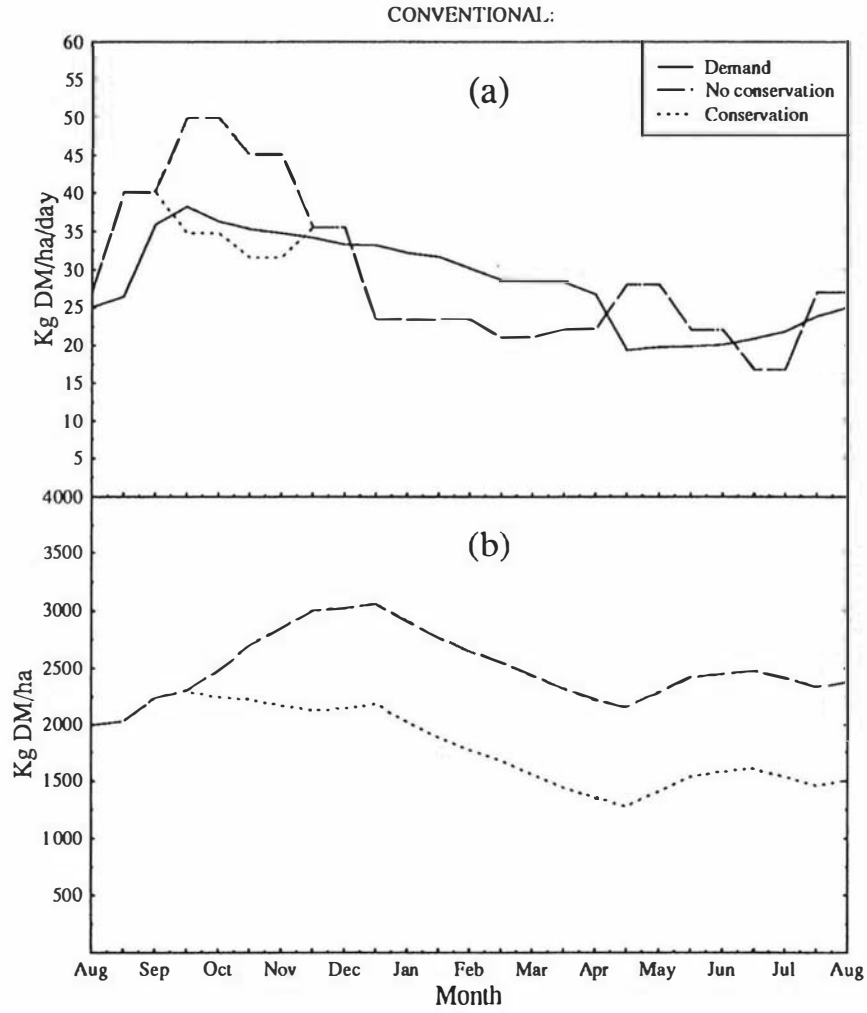 CONVENTIONAL:
60
55
50
45
40
35
30
25
20
15
10
5
Kg DM/ha/day
(a)
Demand
No conservation
Conservation
4000
3500
3000
2500
2000
1500
1000
500
Kg DM/ha
(b)
Aug Sep Oct Nov Dec Jan Feb Mar Apr May Jun Jul Aug
Month